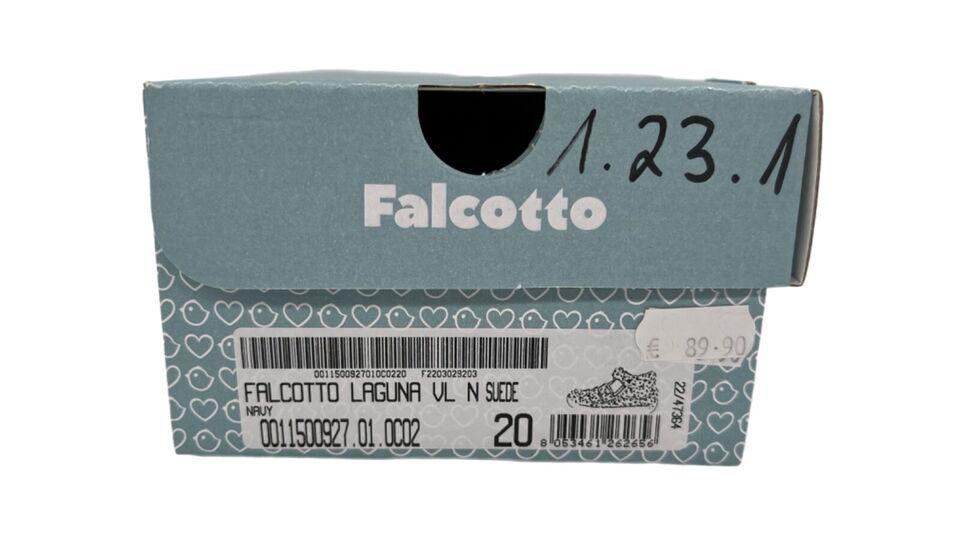 1.23.1
Falcotto
€ 89.90
0011500927010C0220 F2203029203
FALCOTTO LAGUNA VL N SUEDE
NAVY
0011500927.01.0C02
20
8 053461 262656
22/47364